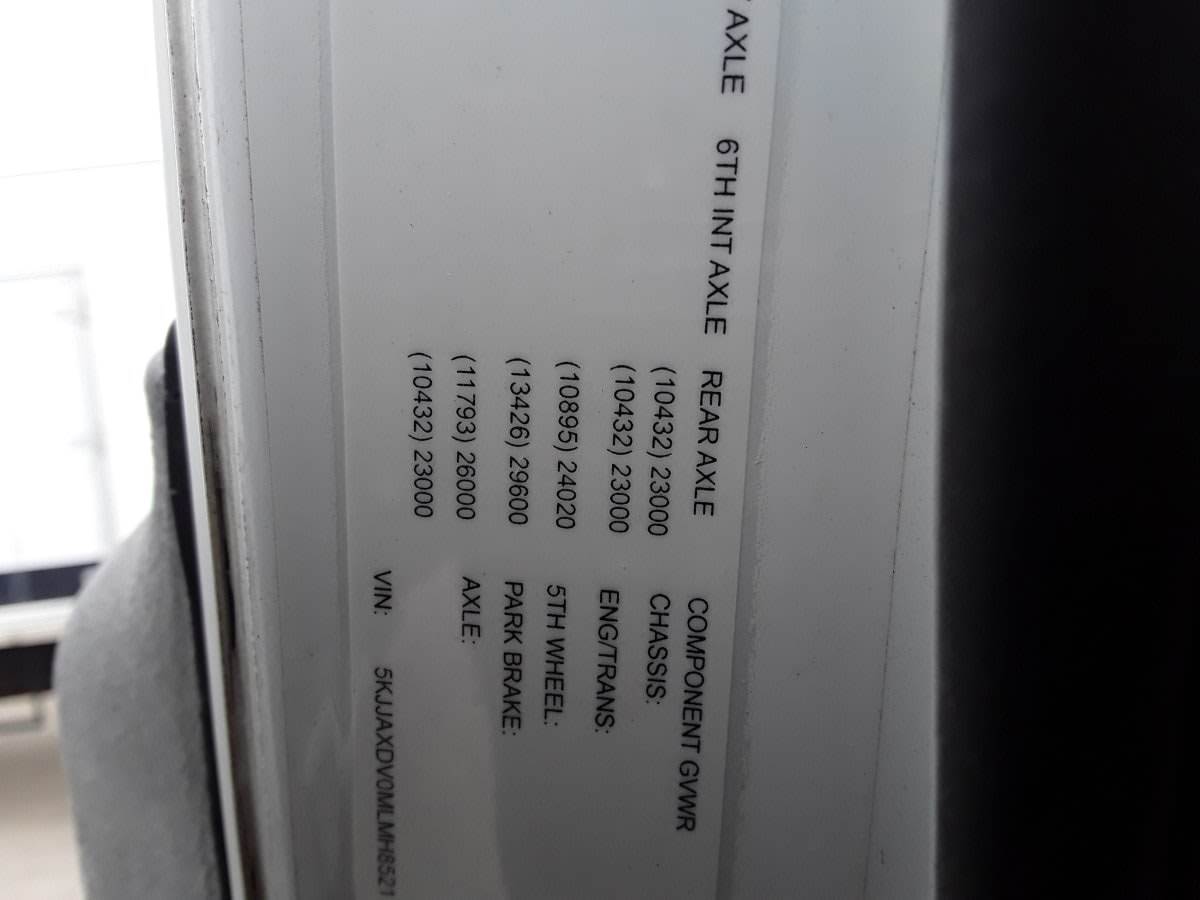 AXLE 6TH INT AXLE REAR AXLE COMPONENT GVWR
(10432) 23000 CHASSIS:
(10432) 23000 ENG/TRANS:
(10895) 24020 5TH WHEEL:
(13426) 29600 PARK BRAKE:
(11793) 26000 AXLE:
(10432) 23000
VIN: 5KJJAXDV0MLMH8521